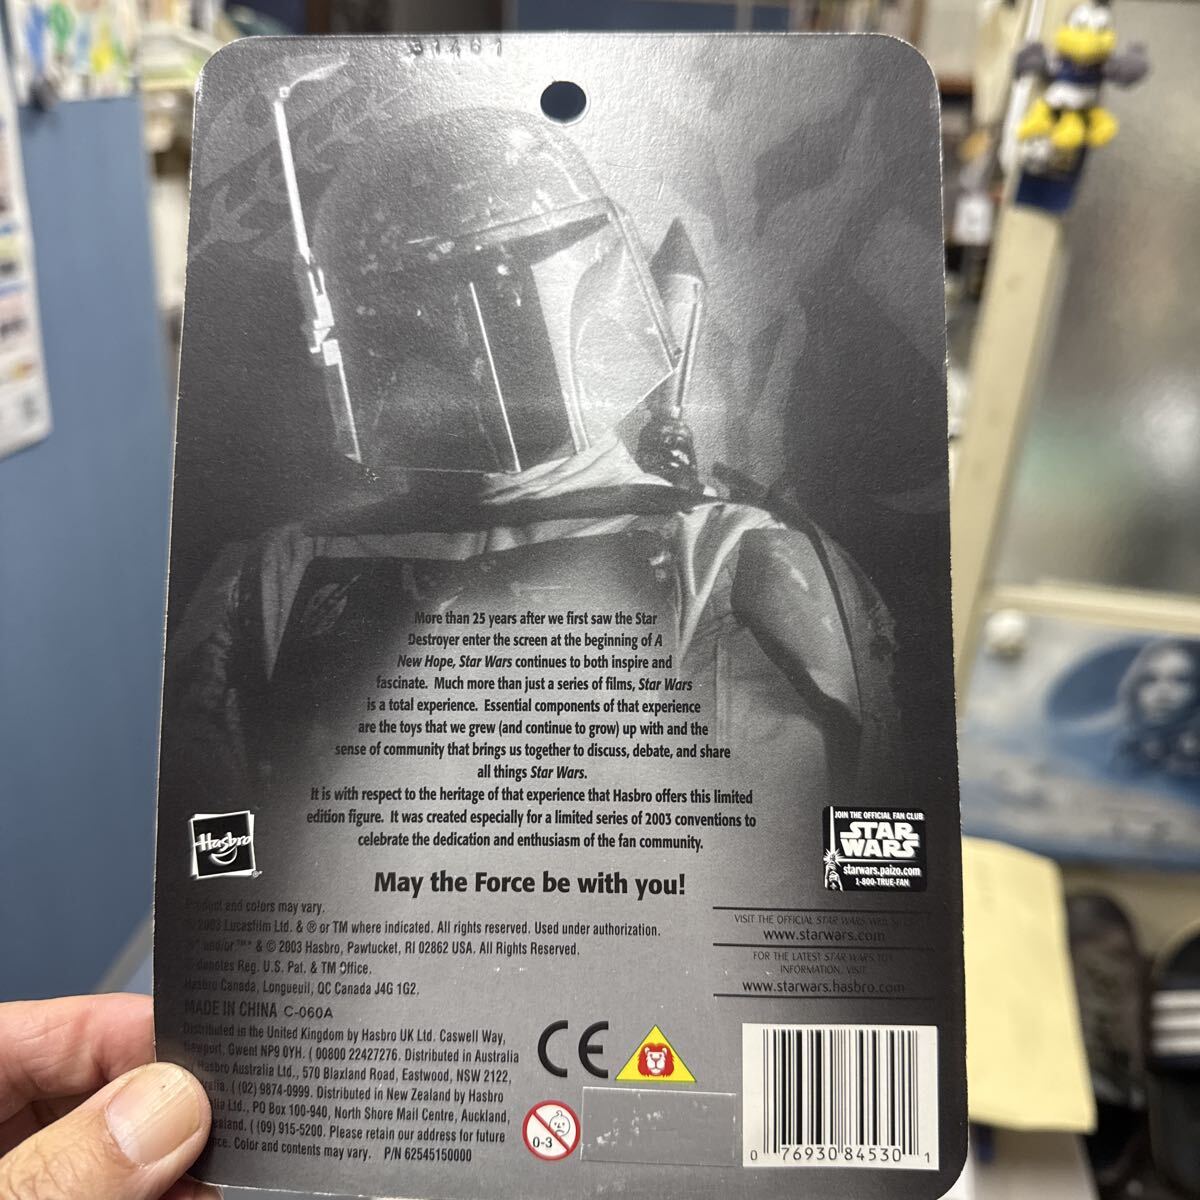 More than 25 years after we first saw the Star
Destroyer enter the screen at the beginning of A
New Hope, Star Wars continues to both inspire and
fascinate. Much more than just a series of films, Star Wars
is a total experience. Essential components of that experience
are the toys that we grew (and continue to grow) up with and the
sense of community that brings us together to discuss, debate, and share
all things Star Wars.
It is with respect to the heritage of that experience that Hasbro offers this limited
edition figure. It was created especially for a limited series of 2003 conventions to
celebrate the dedication and enthusiasm of the fan community.
May the Force be with you!
Hasbro
®
JOIN THE OFFICIAL FAN CLUB
STAR
WARS
starwars.paizo.com
1-800-TRUE-FAN
Product and colors may vary.
© 2003 Lucasfilm Ltd. & ® or TM where indicated. All rights reserved. Used under authorization.
and/or ™* & © 2003 Hasbro, Pawtucket, RI 02862 USA. All Rights Reserved.
denotes Reg. U.S. Pat. & TM Office.
Hasbro Canada, Longueuil, QC Canada J4G 1G2.
MADE IN CHINA C-060A
VISIT THE OFFICIAL STAR WARS WEB SITE
www.starwars.com
FOR THE LATEST STAR WARS TOY
INFORMATION, VISIT
www.starwars.hasbro.com
Distributed in the United Kingdom by Hasbro UK Ltd. Caswell Way,
Newport, Gwent NP9 0YH. ( 00800 22427276. Distributed in Australia
Hasbro Australia Ltd., 570 Blaxland Road, Eastwood, NSW 2122,
( (02) 9874-0999. Distributed in New Zealand by Hasbro
Ltd., PO Box 100-940, North Shore Mail Centre, Auckland,
( (09) 915-5200. Please retain our address for future
Color and contents may vary. P/N 62545150000
CE
0-3
0 76930 84530 1